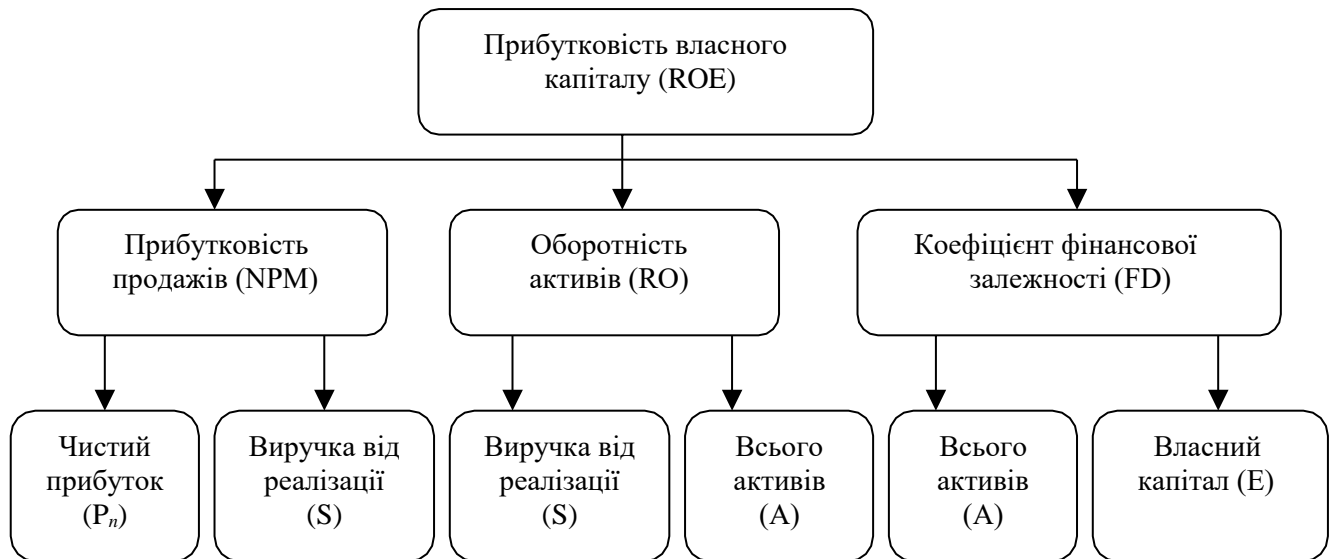 Прибутковість власного
капіталу (ROE)
Прибутковість
продажів (NPM)
Оборотність
активів (RO)
Коефіцієнт фінансової
залежності (FD)
Чистий
прибуток
(Pn)
Виручка від
реалізації
(S)
Виручка від
реалізації
(S)
Всього
активів
(A)
Всього
активів
(A)
Власний
капітал (E)